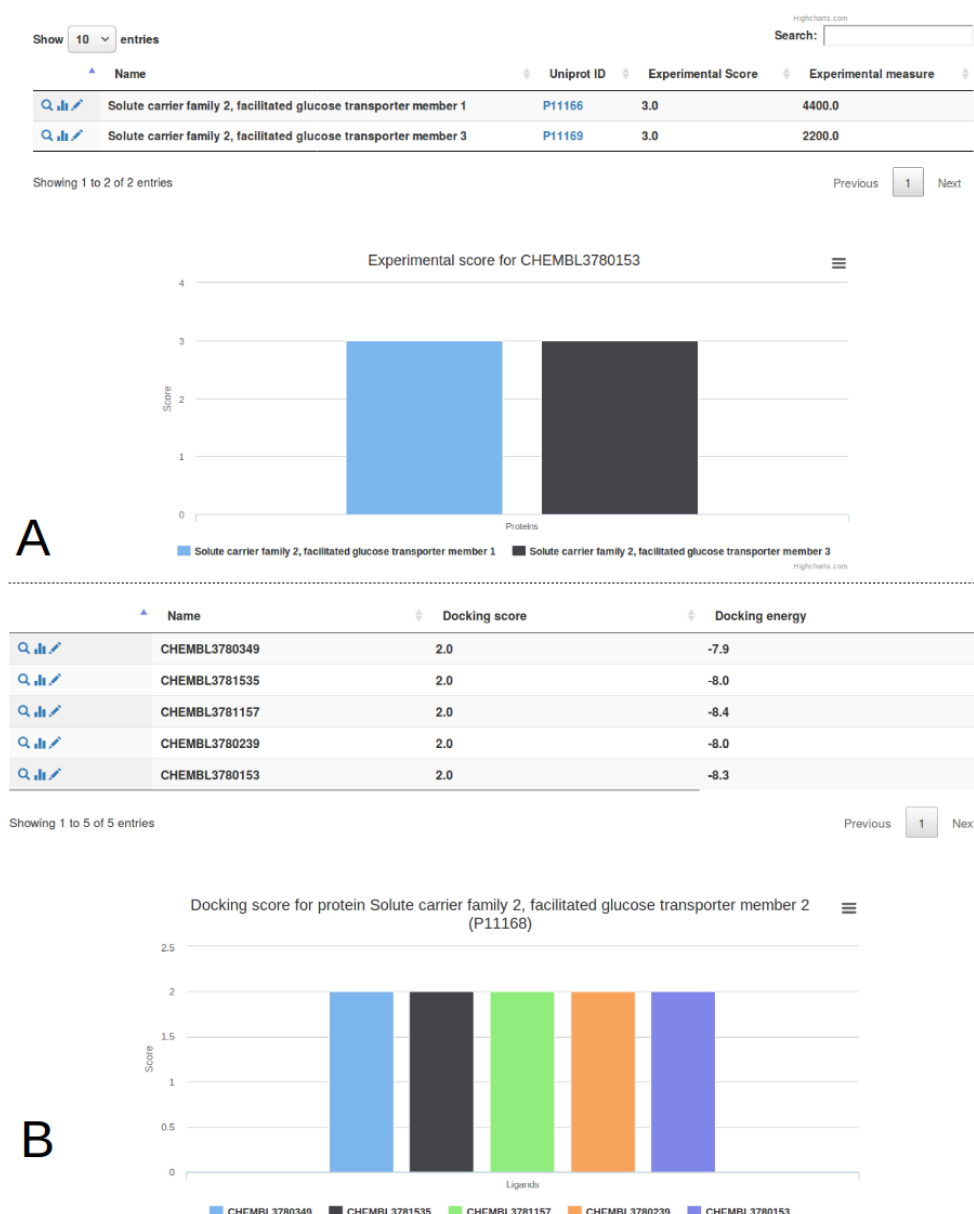 Highcharts.com
Show 10 entries Search:
Name Uniprot ID Experimental Score Experimental measure
Solute carrier family 2, facilitated glucose transporter member 1 P11166 3.0 4400.0
Solute carrier family 2, facilitated glucose transporter member 3 P11169 3.0 2200.0
Showing 1 to 2 of 2 entries Previous 1 Next
Experimental score for CHEMBL3780153
4
3
2
1
0
Score
Proteins
Solute carrier family 2, facilitated glucose transporter member 1 Solute carrier family 2, facilitated glucose transporter member 3
Highcharts.com
A
Name Docking score Docking energy
CHEMBL3780349 2.0 -7.9
CHEMBL3781535 2.0 -8.0
CHEMBL3781157 2.0 -8.4
CHEMBL3780239 2.0 -8.0
CHEMBL3780153 2.0 -8.3
Showing 1 to 5 of 5 entries Previous 1 Nex
Docking score for protein Solute carrier family 2, facilitated glucose transporter member 2
(P11168)
2.5
2
1.5
1
0.5
0
Score
Ligands
B
CHEMBL3780349 CHEMBL3781535 CHEMBL3781157 CHEMBL3780239 CHEMBL3780153